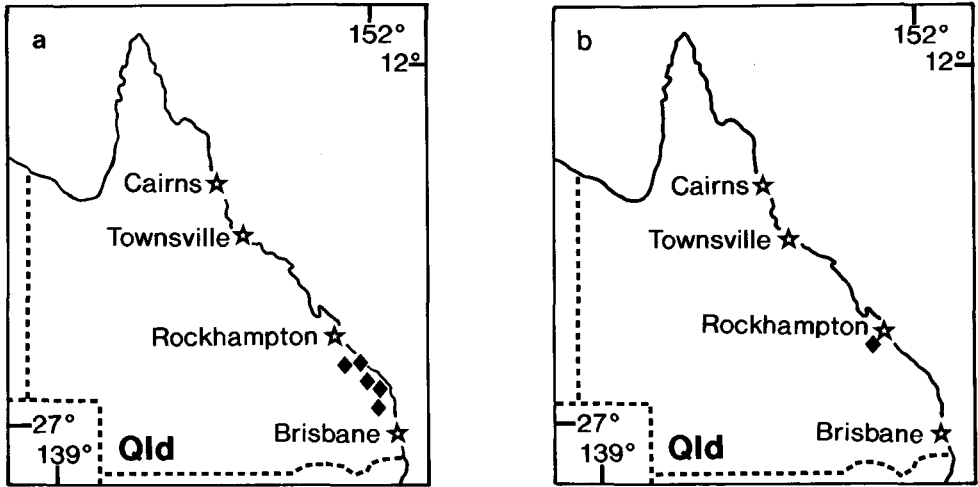 a
152°
12°
Cairns
Townsville
Rockhampton
27°
139°
Qld
Brisbane
b
152°
12°
Cairns
Townsville
Rockhampton
27°
139°
Qld
Brisbane